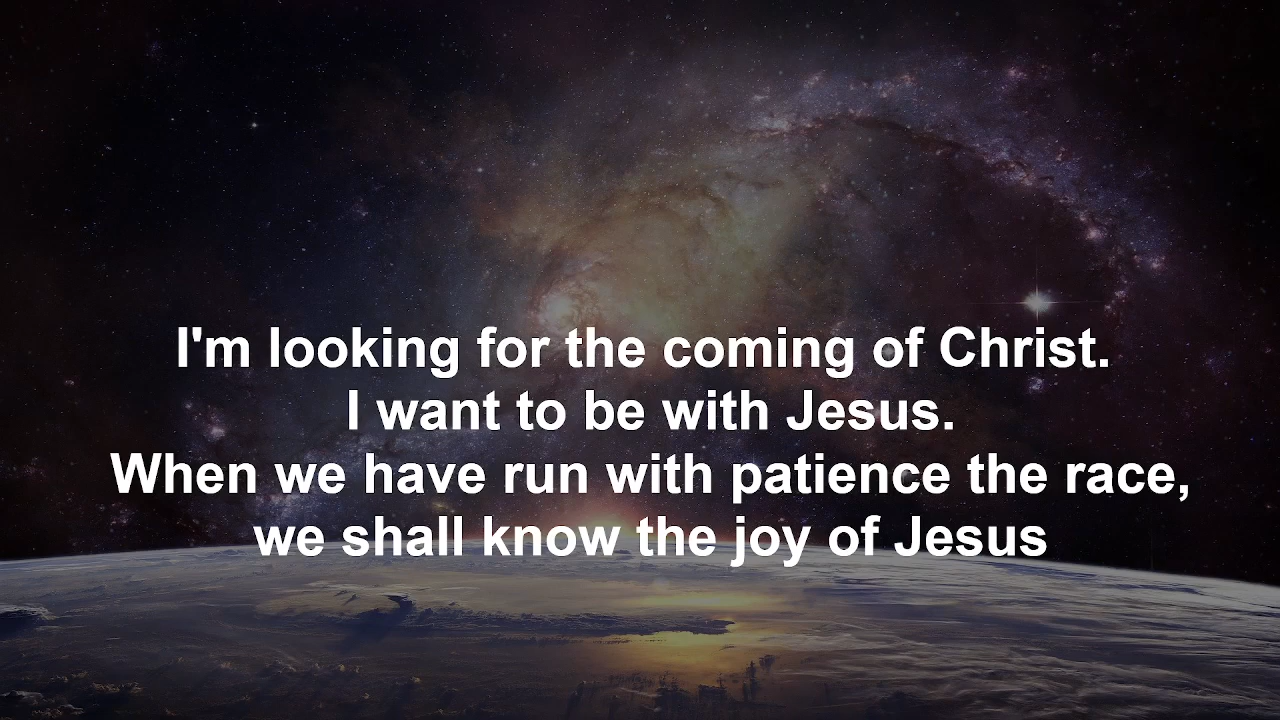 I'm looking for the coming of Christ.
I want to be with Jesus.
When we have run with patience the race,
we shall know the joy of Jesus